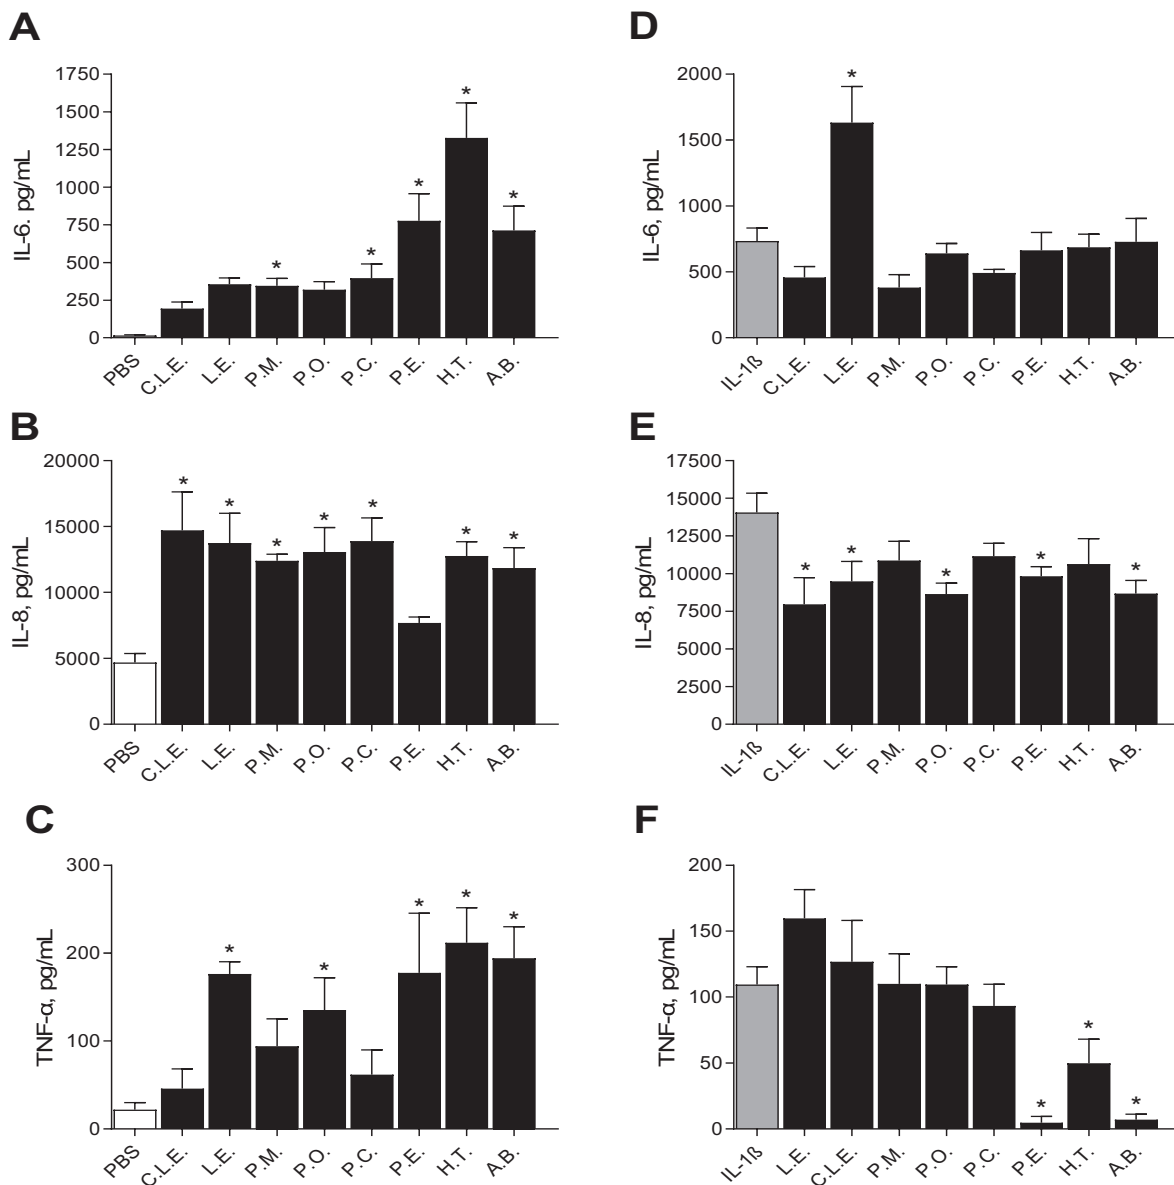 A
IL-6. pg/mL
1750
1500
1250
1000
750
500
250
0
* * * * *
PBS C.L.E. L.E. P.M. P.O. P.C. P.E. H.T. A.B.
D
IL-6, pg/mL
2000
1500
1000
500
0
*
IL-1ß C.L.E. L.E. P.M. P.O. P.C. P.E. H.T. A.B.
B
IL-8, pg/mL
20000
15000
10000
5000
0
* * * * * * *
PBS C.L.E. L.E. P.M. P.O. P.C. P.E. H.T. A.B.
E
IL-8, pg/mL
17500
15000
12500
10000
7500
5000
2500
0
* * * * *
IL-1ß C.L.E. L.E. P.M. P.O. P.C. P.E. H.T. A.B.
C
TNF-α, pg/mL
300
200
100
0
* * * * *
PBS C.L.E. L.E. P.M. P.O. P.C. P.E. H.T. A.B.
F
TNF-α, pg/mL
200
150
100
50
0
* * *
IL-1ß L.E. C.L.E. P.M. P.O. P.C. P.E. H.T. A.B.